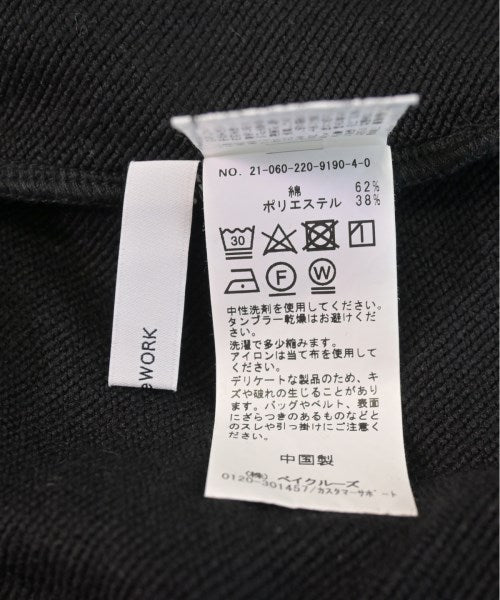 NO. 21-060-220-9190-4-0
綿 62%
ポリエステル 38%
30
F W
中性洗剤を使用してください。
タンブラー乾燥はお避けくだ
さい。
洗濯で多少縮みます。
アイロンは当て布を使用して
ください。
デリケートな製品のため、キ
ズや破れの生じることがあり
ます。バッグやベルト、表面
にざらつきのあるものなどと
のスレや引っ掛けにご注意く
ださい。
中国製
(株) ベイクルーズ
0120-301457/カスタマーサポート
eWORK